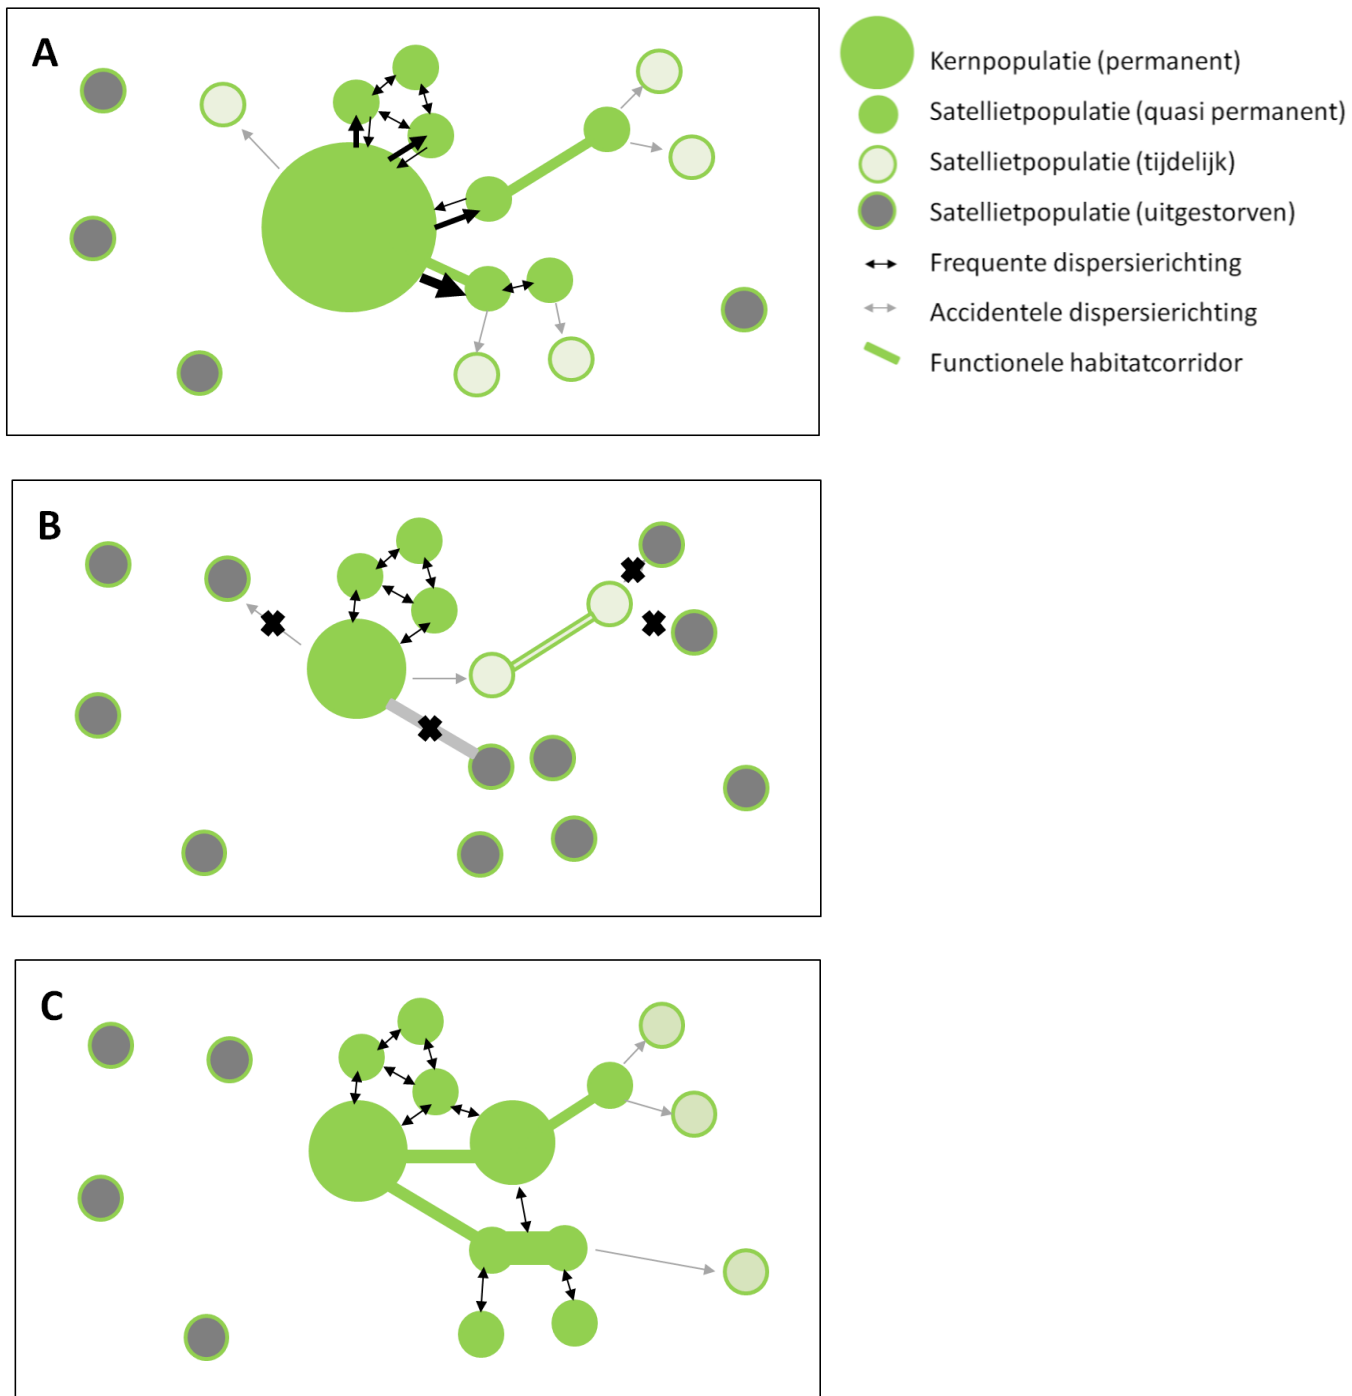 A
Kernpopulatie (permanent)
Satellietpopulatie (quasi permanent)
Satellietpopulatie (tijdelijk)
Satellietpopulatie (uitgestorven)
Frequente dispersierichting
Accidentele dispersierichting
Functionele habitatcorridor
B
C